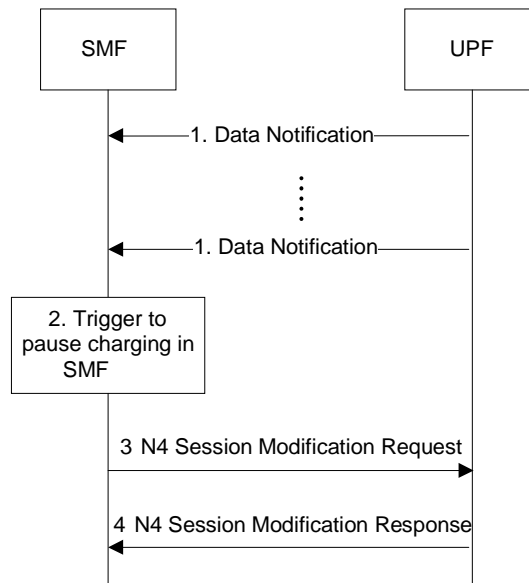 SMF
UPF
1. Data Notification
1. Data Notification
2. Trigger to
pause charging in
SMF
3 N4 Session Modification Request
4 N4 Session Modification Response